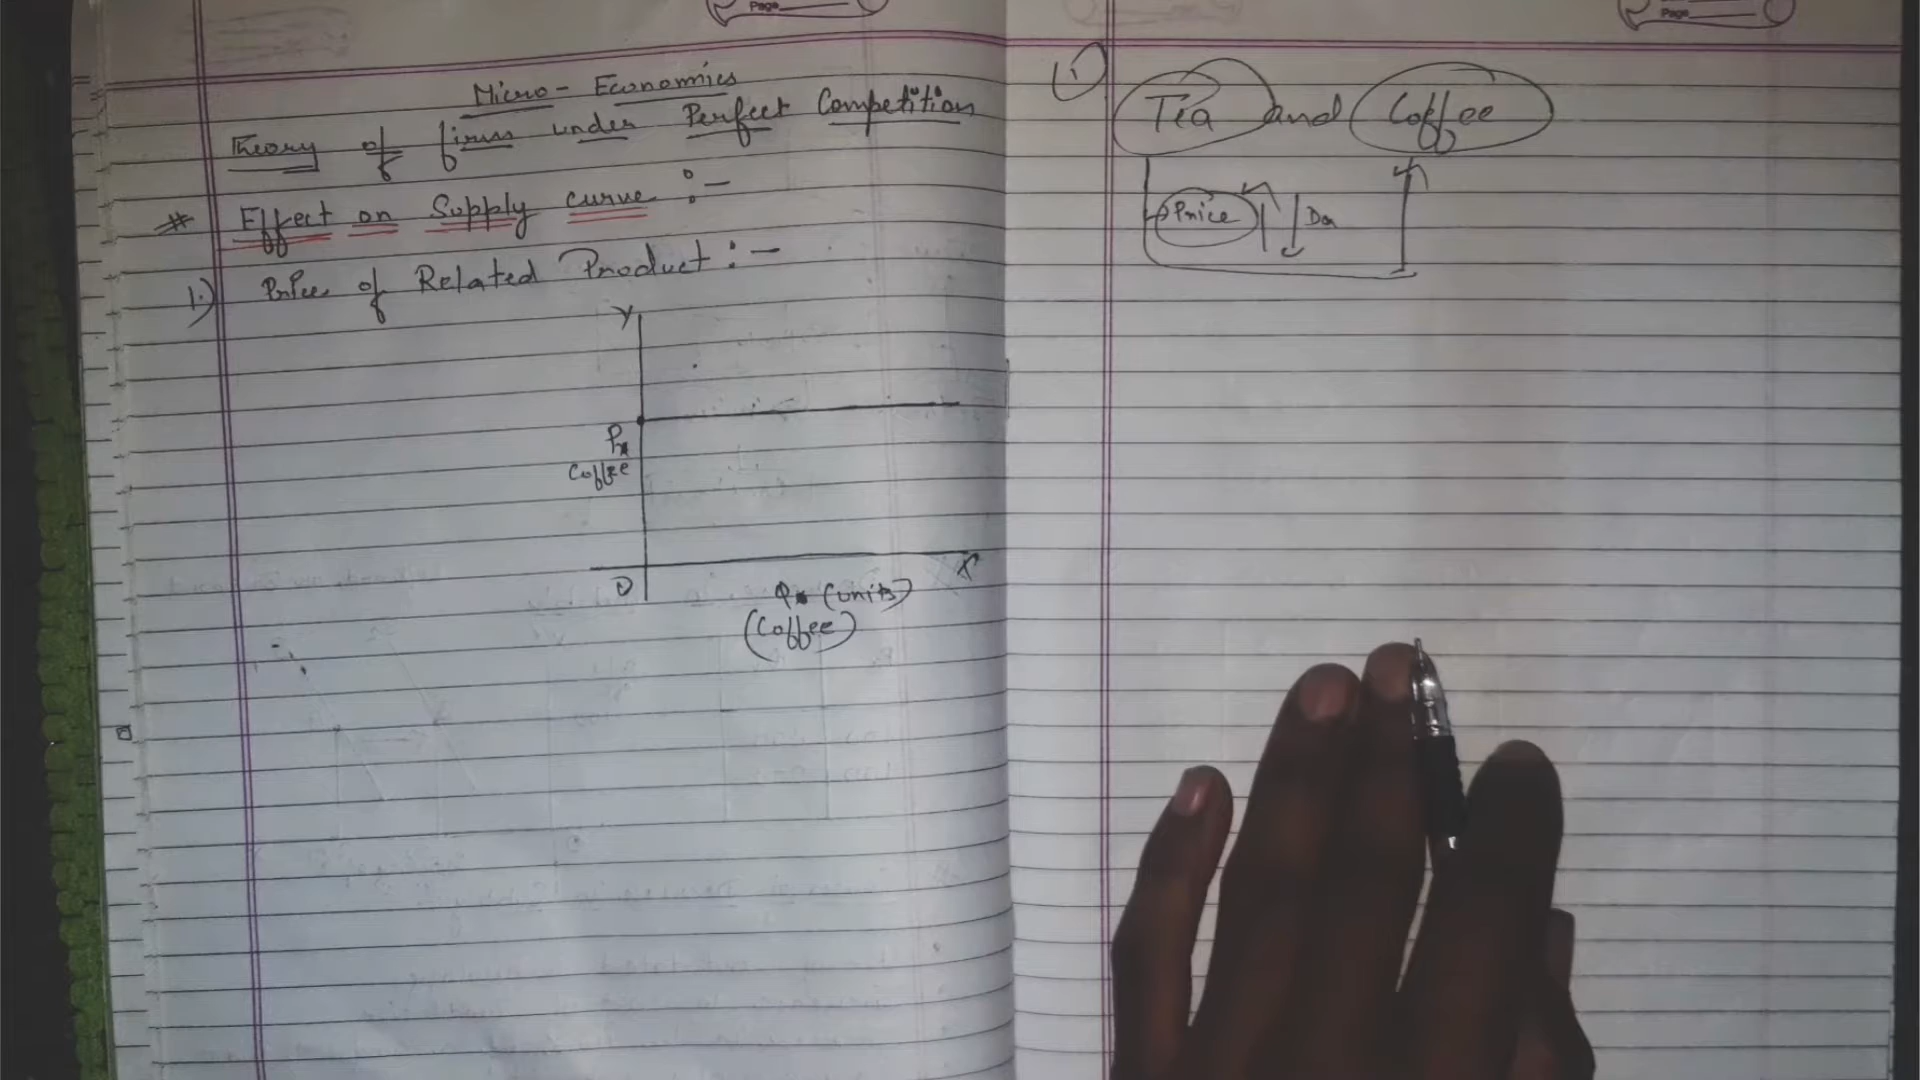 Page
Micro - Economics
Theory of firms under Perfect Competition
# Effect on Supply curve :-
1.) Price of Related Product :-
Y
Px
Coffee
O
X
Qx (units)
(Coffee)
Page
(1)
Tea and Coffee
Price Da